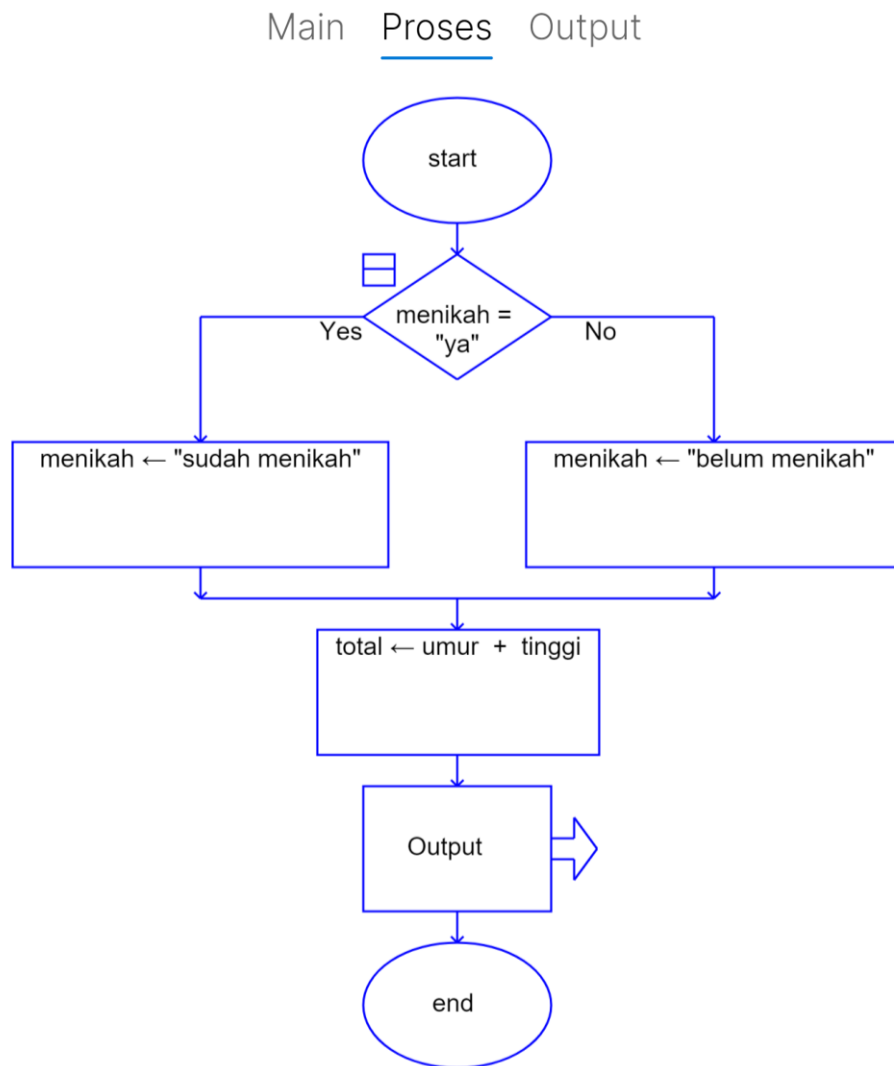 Main Proses Output
start
menikah =
"ya"
Yes
No
menikah ← "sudah menikah"
menikah ← "belum menikah"
total ← umur + tinggi
Output
end